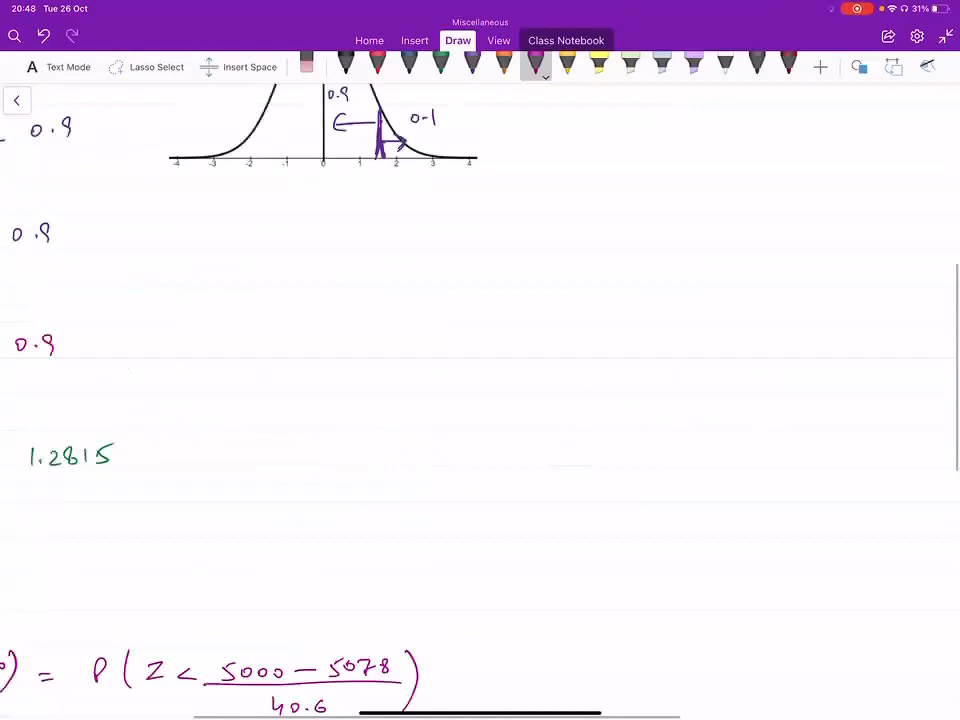 20:48 Tue 26 Oct 31%
Miscellaneous
Home Insert Draw View Class Notebook
A Text Mode Lasso Select Insert Space
0.9
0.1
0.9
-4 -3 -2 -1 0 1 2 3 4
0.9
0.9
1.2815
) = P ( Z < 5000 - 5078
40.6 )